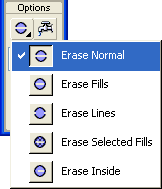 Options
Erase Normal
Erase Fills
Erase Lines
Erase Selected Fills
Erase Inside